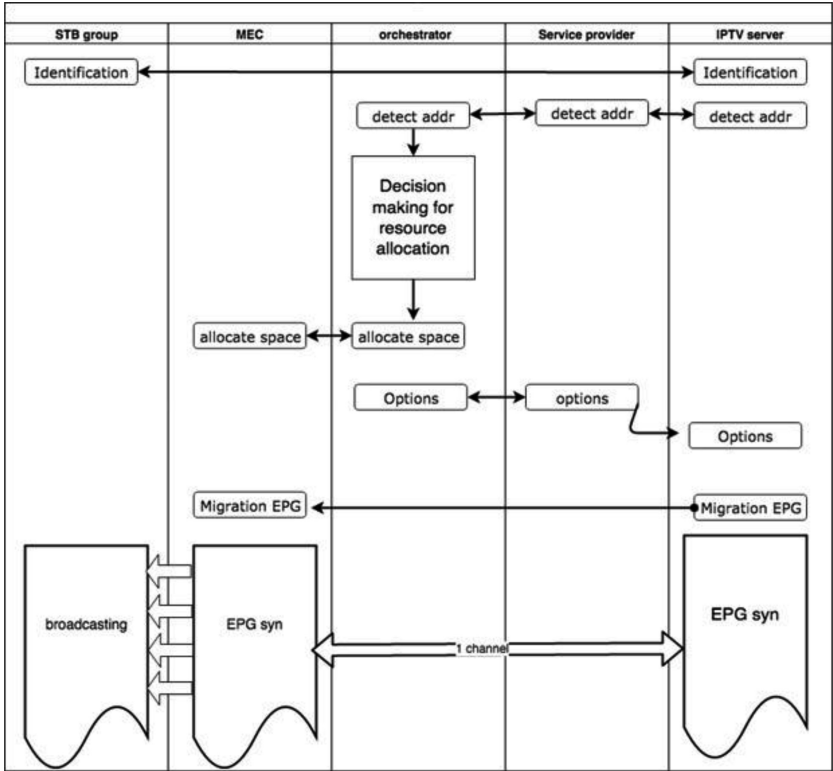 STB group
MEC
orchestrator
Service provider
IPTV server
Identification
Identification
detect addr
detect addr
detect addr
Decision
making for
resource
allocation
allocate space
allocate space
Options
options
Options
Migration EPG
Migration EPG
broadcasting
EPG syn
EPG syn
1 channel